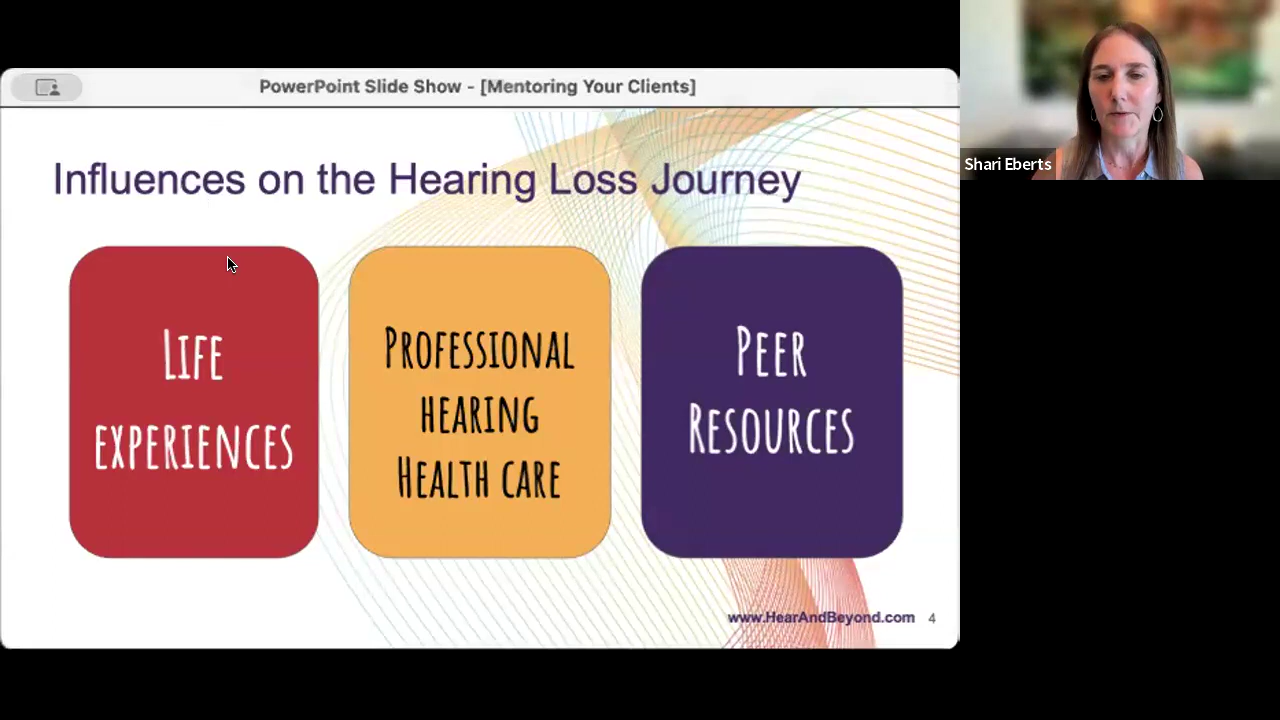 PowerPoint Slide Show - [Mentoring Your Clients]
Shari Eberts
Influences on the Hearing Loss Journey
LIFE
EXPERIENCES
PROFESSIONAL
HEARING
HEALTH CARE
PEER
RESOURCES
www.HearAndBeyond.com 4